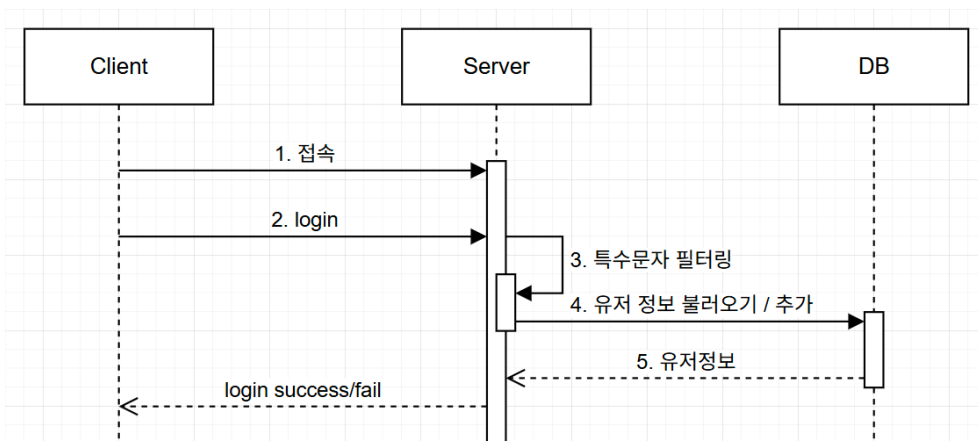 Client
Server
DB
1. 접속
2. login
3. 특수문자 필터링
4. 유저 정보 불러오기 / 추가
5. 유저정보
login success/fail